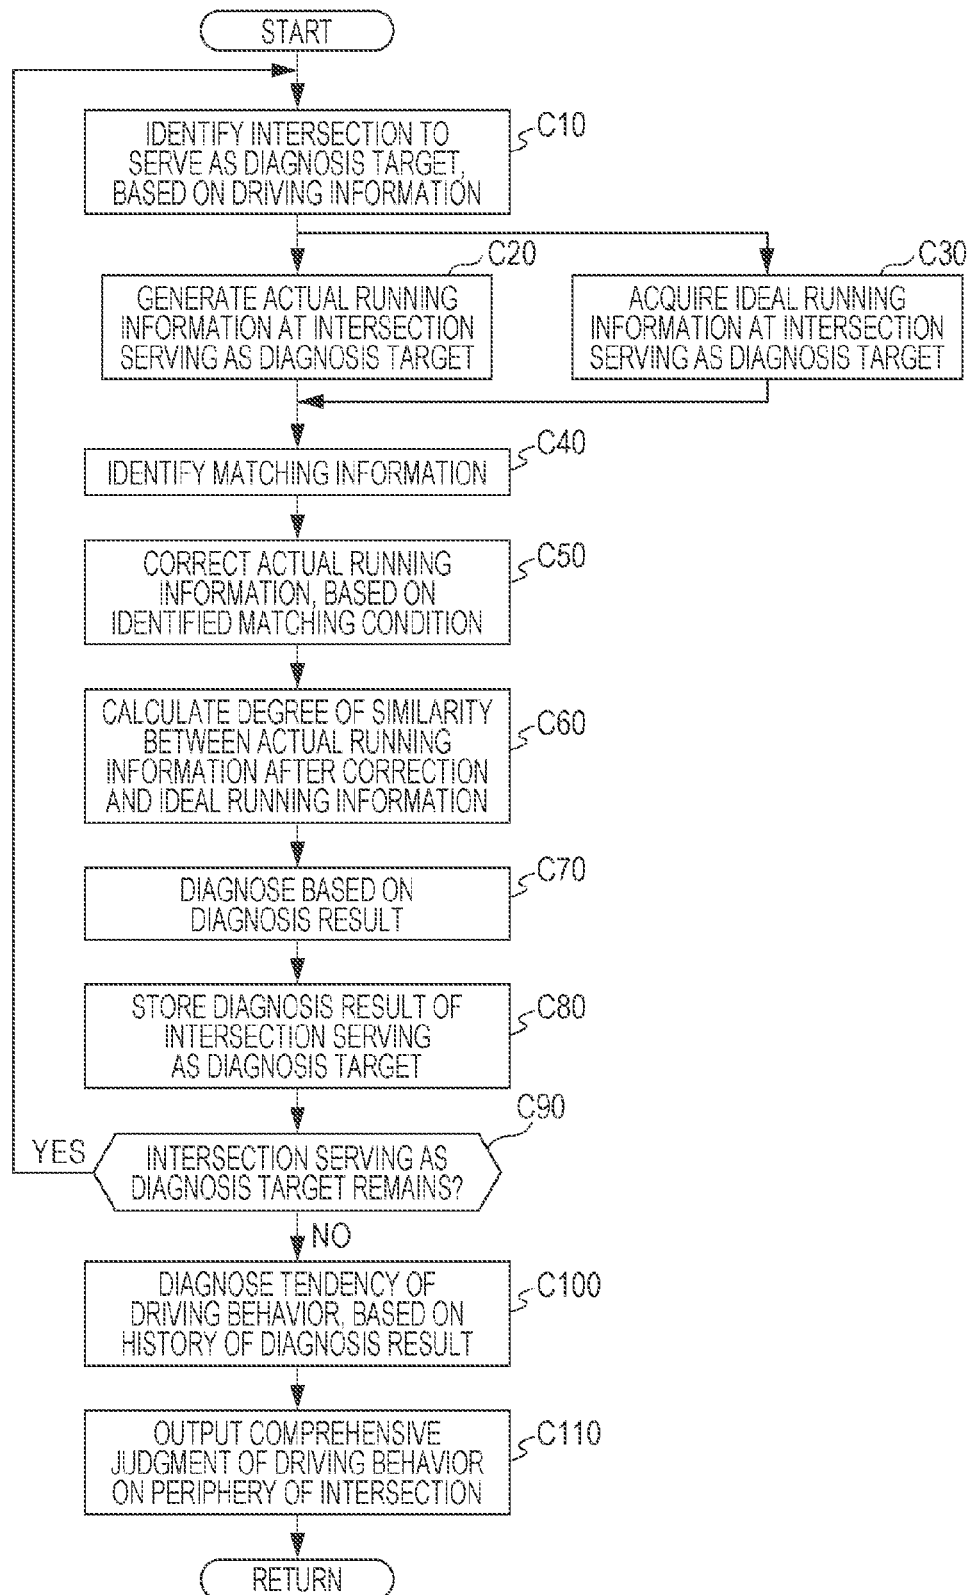 START
C10
IDENTIFY INTERSECTION TO
SERVE AS DIAGNOSIS TARGET,
BASED ON DRIVING INFORMATION
C20
GENERATE ACTUAL RUNNING
INFORMATION AT INTERSECTION
SERVING AS DIAGNOSIS TARGET
C30
ACQUIRE IDEAL RUNNING
INFORMATION AT INTERSECTION
SERVING AS DIAGNOSIS TARGET
C40
IDENTIFY MATCHING INFORMATION
C50
CORRECT ACTUAL RUNNING
INFORMATION, BASED ON
IDENTIFIED MATCHING CONDITION
C60
CALCULATE DEGREE OF SIMILARITY
BETWEEN ACTUAL RUNNING
INFORMATION AFTER CORRECTION
AND IDEAL RUNNING INFORMATION
C70
DIAGNOSE BASED ON
DIAGNOSIS RESULT
C80
STORE DIAGNOSIS RESULT OF
INTERSECTION SERVING
AS DIAGNOSIS TARGET
C90
YES
INTERSECTION SERVING AS
DIAGNOSIS TARGET REMAINS?
NO
C100
DIAGNOSE TENDENCY OF
DRIVING BEHAVIOR, BASED ON
HISTORY OF DIAGNOSIS RESULT
C110
OUTPUT COMPREHENSIVE
JUDGMENT OF DRIVING BEHAVIOR
ON PERIPHERY OF INTERSECTION
RETURN